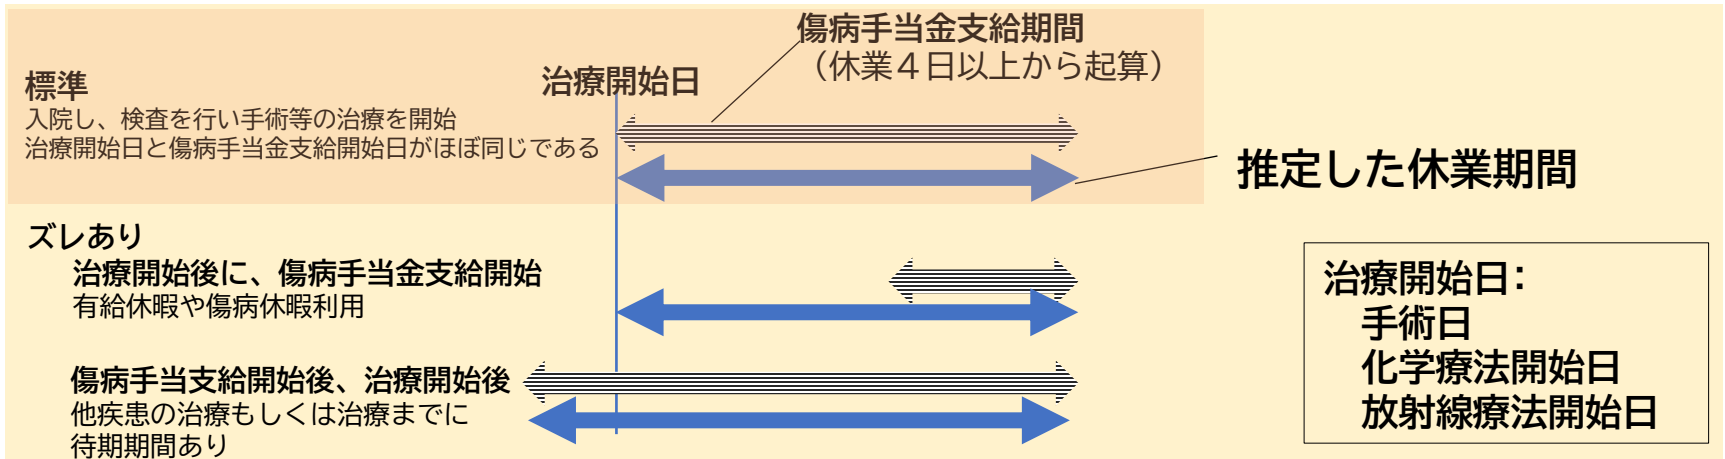 傷病手当金支給期間
（休業４日以上から起算）
標準
治療開始日
入院し、検査を行い手術等の治療を開始
治療開始日と傷病手当金支給開始日がほぼ同じである
推定した休業期間
ズレあり
治療開始後に、傷病手当金支給開始
有給休暇や傷病休暇利用
傷病手当支給開始後、治療開始後
他疾患の治療もしくは治療までに
待期期間あり
治療開始日：
手術日
化学療法開始日
放射線療法開始日